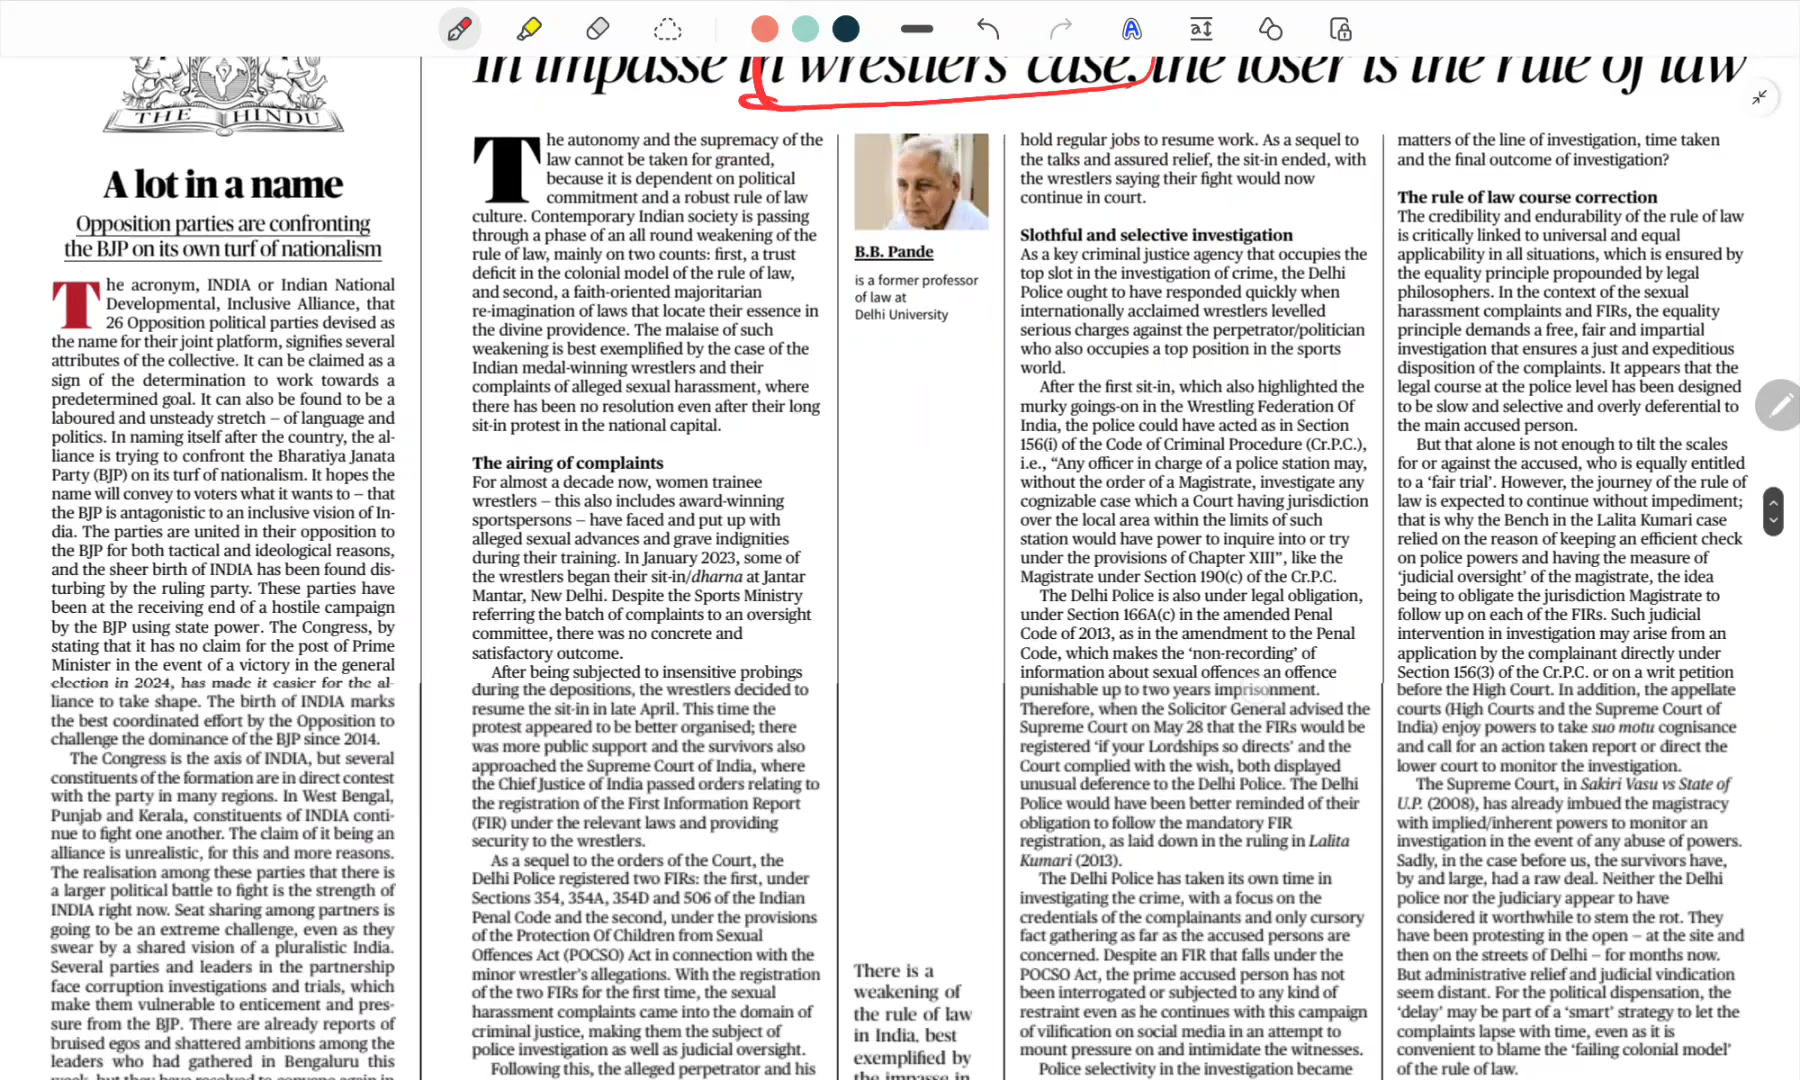 In impasse in wrestlers' case, the loser is the rule of law
THE HINDU
A lot in a name
Opposition parties are confronting
the BJP on its own turf of nationalism
The acronym, INDIA or Indian National
Developmental, Inclusive Alliance, that
26 Opposition political parties devised as
the name for their joint platform, signifies several
attributes of the collective. It can be claimed as a
sign of the determination to work towards a
predetermined goal. It can also be found to be a
laboured and unsteady stretch – of language and
politics. In naming itself after the country, the al-
liance is trying to confront the Bharatiya Janata
Party (BJP) on its turf of nationalism. It hopes the
name will convey to voters what it wants to – that
the BJP is antagonistic to an inclusive vision of In-
dia. The parties are united in their opposition to
the BJP for both tactical and ideological reasons,
and the sheer birth of INDIA has been found dis-
turbing by the ruling party. These parties have
been at the receiving end of a hostile campaign
by the BJP using state power. The Congress, by
stating that it has no claim for the post of Prime
Minister in the event of a victory in the general
election in 2024, has made it easier for the al-
liance to take shape. The birth of INDIA marks
the best coordinated effort by the Opposition to
challenge the dominance of the BJP since 2014.
The Congress is the axis of INDIA, but several
constituents of the formation are in direct contest
with the party in many regions. In West Bengal,
Punjab and Kerala, constituents of INDIA conti-
nue to fight one another. The claim of it being an
alliance is unrealistic, for this and more reasons.
The realisation among these parties that there is
a larger political battle to fight is the strength of
INDIA right now. Seat sharing among partners is
going to be an extreme challenge, even as they
swear by a shared vision of a pluralistic India.
Several parties and leaders in the partnership
face corruption investigations and trials, which
make them vulnerable to enticement and pres-
sure from the BJP. There are already reports of
bruised egos and shattered ambitions among the
leaders who had gathered in Bengaluru this
week, but they have resolved to convene again in
The autonomy and the supremacy of the
law cannot be taken for granted,
because it is dependent on political
commitment and a robust rule of law
culture. Contemporary Indian society is passing
through a phase of an all round weakening of the
rule of law, mainly on two counts: first, a trust
deficit in the colonial model of the rule of law,
and second, a faith-oriented majoritarian
re-imagination of laws that locate their essence in
the divine providence. The malaise of such
weakening is best exemplified by the case of the
Indian medal-winning wrestlers and their
complaints of alleged sexual harassment, where
there has been no resolution even after their long
sit-in protest in the national capital.
The airing of complaints
For almost a decade now, women trainee
wrestlers – this also includes award-winning
sportspersons – have faced and put up with
alleged sexual advances and grave indignities
during their training. In January 2023, some of
the wrestlers began their sit-in/dharna at Jantar
Mantar, New Delhi. Despite the Sports Ministry
referring the batch of complaints to an oversight
committee, there was no concrete and
satisfactory outcome.
After being subjected to insensitive probings
during the depositions, the wrestlers decided to
resume the sit-in in late April. This time the
protest appeared to be better organised; there
was more public support and the survivors also
approached the Supreme Court of India, where
the Chief Justice of India passed orders relating to
the registration of the First Information Report
(FIR) under the relevant laws and providing
security to the wrestlers.
As a sequel to the orders of the Court, the
Delhi Police registered two FIRs: the first, under
Sections 354, 354A, 354D and 506 of the Indian
Penal Code and the second, under the provisions
of the Protection Of Children from Sexual
Offences Act (POCSO) Act in connection with the
minor wrestler's allegations. With the registration
of the two FIRs for the first time, the sexual
harassment complaints came into the domain of
criminal justice, making them the subject of
police investigation as well as judicial oversight.
Following this, the alleged perpetrator and his
B.B. Pande
is a former professor
of law at
Delhi University
There is a
weakening of
the rule of law
in India, best
exemplified by
the impasse in
hold regular jobs to resume work. As a sequel to
the talks and assured relief, the sit-in ended, with
the wrestlers saying their fight would now
continue in court.
Slothful and selective investigation
As a key criminal justice agency that occupies the
top slot in the investigation of crime, the Delhi
Police ought to have responded quickly when
internationally acclaimed wrestlers levelled
serious charges against the perpetrator/politician
who also occupies a top position in the sports
world.
After the first sit-in, which also highlighted the
murky goings-on in the Wrestling Federation Of
India, the police could have acted as in Section
156(i) of the Code of Criminal Procedure (Cr.P.C.),
i.e., “Any officer in charge of a police station may,
without the order of a Magistrate, investigate any
cognizable case which a Court having jurisdiction
over the local area within the limits of such
station would have power to inquire into or try
under the provisions of Chapter XIII”, like the
Magistrate under Section 190(c) of the Cr.P.C.
The Delhi Police is also under legal obligation,
under Section 166A(c) in the amended Penal
Code of 2013, as in the amendment to the Penal
Code, which makes the ‘non-recording’ of
information about sexual offences an offence
punishable up to two years imprisonment.
Therefore, when the Solicitor General advised the
Supreme Court on May 28 that the FIRs would be
registered ‘if your Lordships so directs’ and the
Court complied with the wish, both displayed
unusual deference to the Delhi Police. The Delhi
Police would have been better reminded of their
obligation to follow the mandatory FIR
registration, as laid down in the ruling in Lalita
Kumari (2013).
The Delhi Police has taken its own time in
investigating the crime, with a focus on the
credentials of the complainants and only cursory
fact gathering as far as the accused persons are
concerned. Despite an FIR that falls under the
POCSO Act, the prime accused person has not
been interrogated or subjected to any kind of
restraint even as he continues with this campaign
of vilification on social media in an attempt to
mount pressure on and intimidate the witnesses.
Police selectivity in the investigation became
matters of the line of investigation, time taken
and the final outcome of investigation?
The rule of law course correction
The credibility and endurability of the rule of law
is critically linked to universal and equal
applicability in all situations, which is ensured by
the equality principle propounded by legal
philosophers. In the context of the sexual
harassment complaints and FIRs, the equality
principle demands a free, fair and impartial
investigation that ensures a just and expeditious
disposition of the complaints. It appears that the
legal course at the police level has been designed
to be slow and selective and overly deferential to
the main accused person.
But that alone is not enough to tilt the scales
for or against the accused, who is equally entitled
to a ‘fair trial’. However, the journey of the rule of
law is expected to continue without impediment;
that is why the Bench in the Lalita Kumari case
relied on the reason of keeping an efficient check
on police powers and having the measure of
‘judicial oversight’ of the magistrate, the idea
being to obligate the jurisdiction Magistrate to
follow up on each of the FIRs. Such judicial
intervention in investigation may arise from an
application by the complainant directly under
Section 156(3) of the Cr.P.C. or on a writ petition
before the High Court. In addition, the appellate
courts (High Courts and the Supreme Court of
India) enjoy powers to take suo motu cognisance
and call for an action taken report or direct the
lower court to monitor the investigation.
The Supreme Court, in Sakiri Vasu vs State of
U.P. (2008), has already imbued the magistracy
with implied/inherent powers to monitor an
investigation in the event of any abuse of powers.
Sadly, in the case before us, the survivors have,
by and large, had a raw deal. Neither the Delhi
police nor the judiciary appear to have
considered it worthwhile to stem the rot. They
have been protesting in the open – at the site and
then on the streets of Delhi – for months now.
But administrative relief and judicial vindication
seem distant. For the political dispensation, the
‘delay’ may be part of a ‘smart’ strategy to let the
complaints lapse with time, even as it is
convenient to blame the ‘failing colonial model’
of the rule of law.